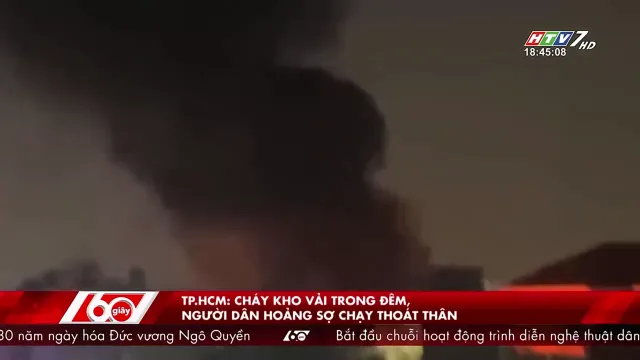 HTV7 HD
18:45:08
60 giây
TP.HCM: CHÁY KHO VẢI TRONG ĐÊM,
NGƯỜI DÂN HOẢNG SỢ CHẠY THOÁT THÂN
30 năm ngày hóa Đức vương Ngô Quyền 60 Bắt đầu chuỗi hoạt động trình diễn nghệ thuật dân